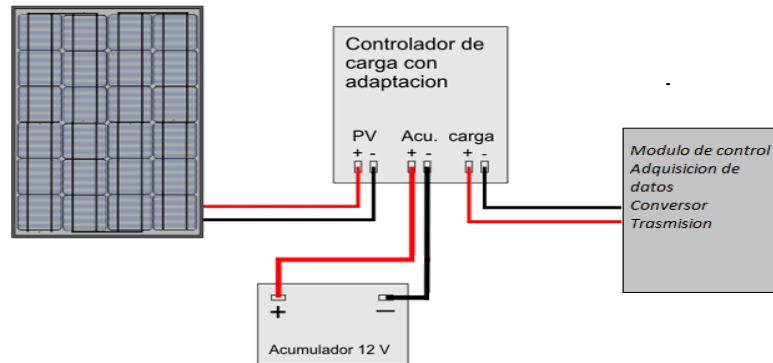 Controlador de
carga con
adaptacion
PV Acu. carga
+ - + - + -
Modulo de control
Adquisicion de
datos
Conversor
Trasmision
+ —
Acumulador 12 V